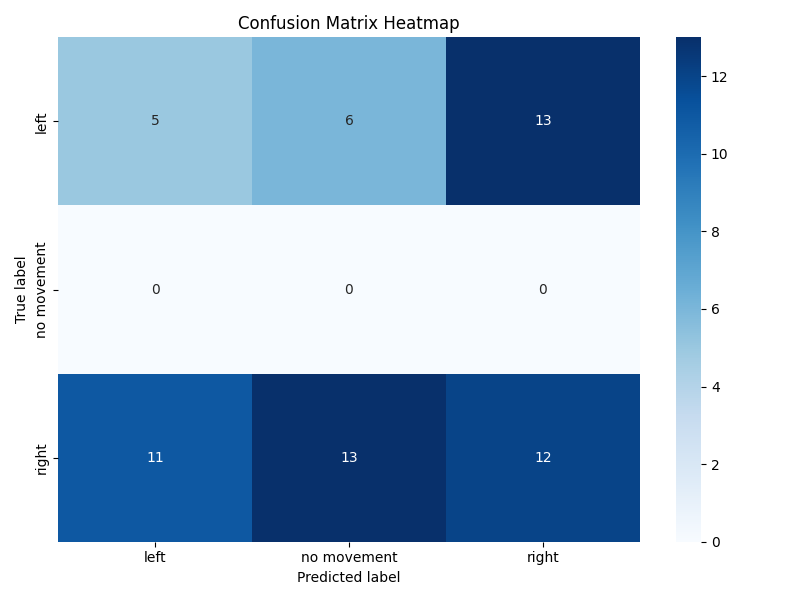 Confusion Matrix Heatmap
True label
left
5 6 13
no movement
0 0 0
right
11 13 12
left no movement right
Predicted label
12
10
8
6
4
2
0